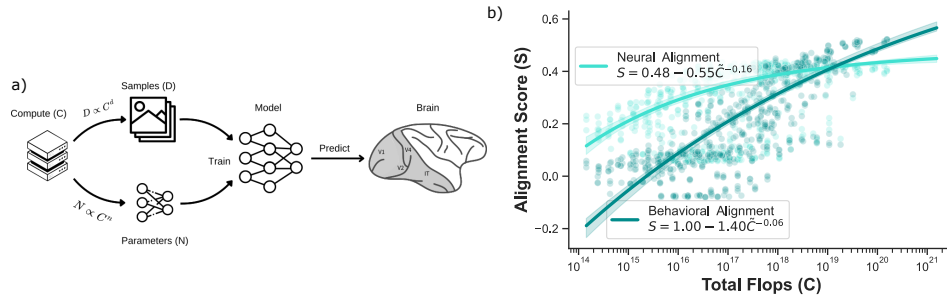 a)
Compute (C)
D ∝ C^d
Samples (D)
N ∝ C^n
Parameters (N)
Train
Model
Predict
Brain
V1
V4
V2
IT
b)
Alignment Score (S)
0.6
0.4
0.2
0.0
−0.2
Neural Alignment
S = 0.48 − 0.55C̃^−0.16
Behavioral Alignment
S = 1.00 − 1.40C̃^−0.06
10^14 10^15 10^16 10^17 10^18 10^19 10^20 10^21
Total Flops (C)